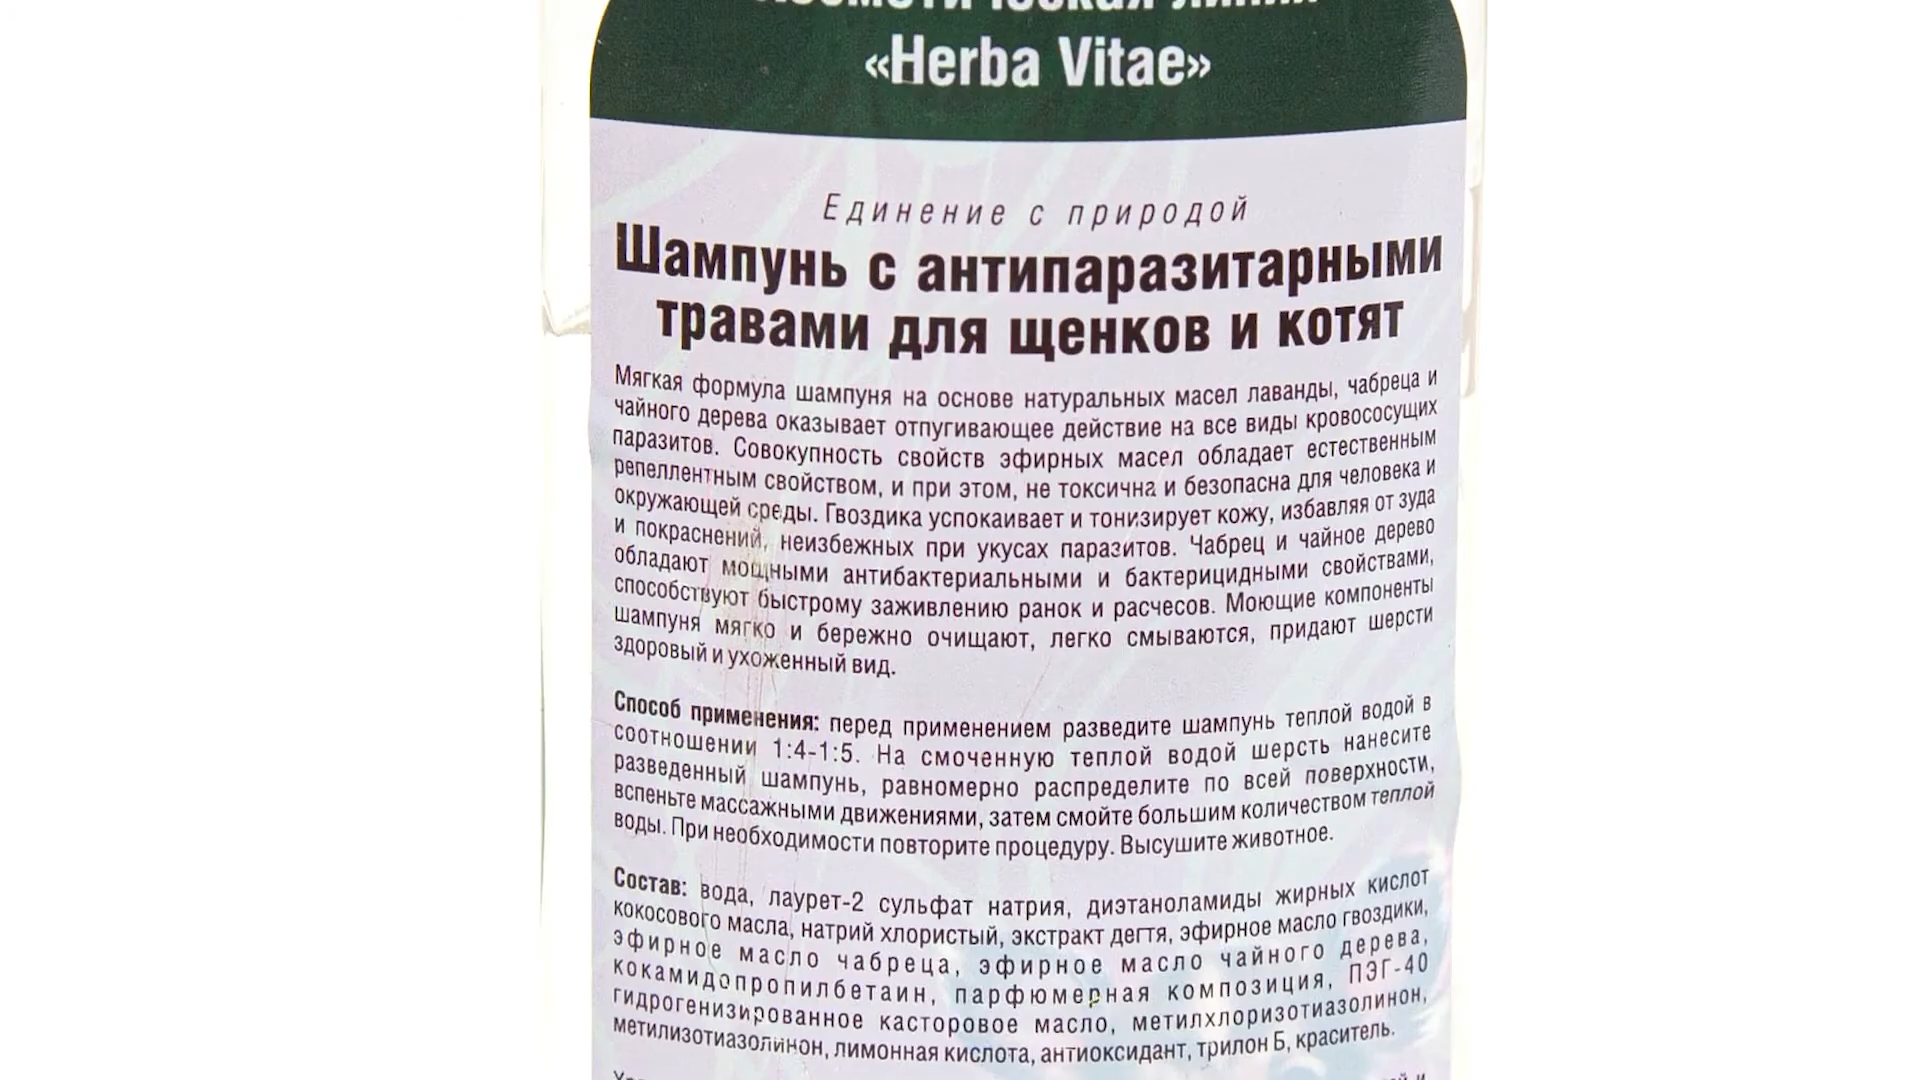 «Herba Vitae»
Единение с природой
Шампунь с антипаразитарными
травами для щенков и котят
Мягкая формула шампуня на основе натуральных масел лаванды, чабреца и
чайного дерева оказывает отпугивающее действие на все виды кровососущих
паразитов. Совокупность свойств эфирных масел обладает естественным
репеллентным свойством, и при этом, не токсична и безопасна для человека и
окружающей среды. Гвоздика успокаивает и тонизирует кожу, избавляя от зуда
и покраснений, неизбежных при укусах паразитов. Чабрец и чайное дерево
обладают мощными антибактериальными и бактерицидными свойствами,
способствуют быстрому заживлению ранок и расчесов. Моющие компоненты
шампуня мягко и бережно очищают, легко смываются, придают шерсти
здоровый и ухоженный вид.
Способ применения: перед применением разведите шампунь теплой водой в
соотношении 1:4-1:5. На смоченную теплой водой шерсть нанесите
разведенный шампунь, равномерно распределите по всей поверхности,
вспеньте массажными движениями, затем смойте большим количеством теплой
воды. При необходимости повторите процедуру. Высушите животное.
Состав: вода, лаурет-2 сульфат натрия, диэтаноламиды жирных кислот
кокосового масла, натрий хлористый, экстракт дегтя, эфирное масло гвоздики,
эфирное масло чабреца, эфирное масло чайного дерева,
кокамидопропилбетаин, парфюмерная композиция, ПЭГ-40
гидрогенизированное касторовое масло, метилхлоризотиазолинон,
метилизотиазолинон, лимонная кислота, антиоксидант, трилон Б, краситель.